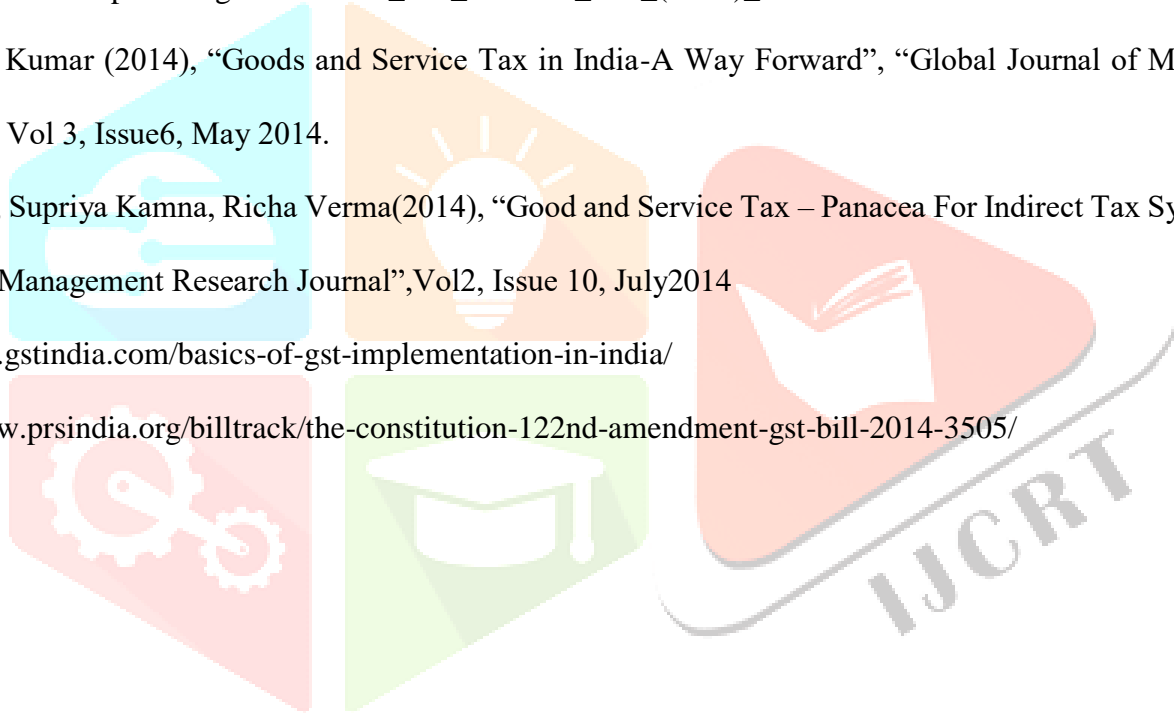 Kumar (2014), “Goods and Service Tax in India-A Way Forward”, “Global Journal of M
Vol 3, Issue6, May 2014.
Supriya Kamna, Richa Verma(2014), “Good and Service Tax – Panacea For Indirect Tax Sy
Management Research Journal”,Vol2, Issue 10, July2014
.gstindia.com/basics-of-gst-implementation-in-india/
w.prsindia.org/billtrack/the-constitution-122nd-amendment-gst-bill-2014-3505/
IJCRT